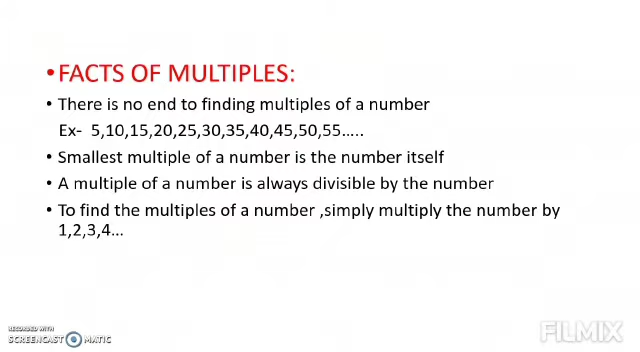 •FACTS OF MULTIPLES:
• There is no end to finding multiples of a number
Ex- 5,10,15,20,25,30,35,40,45,50,55…..
• Smallest multiple of a number is the number itself
• A multiple of a number is always divisible by the number
• To find the multiples of a number ,simply multiply the number by
1,2,3,4…
RECORDED WITH
SCREENCAST MATIC
FILMIX